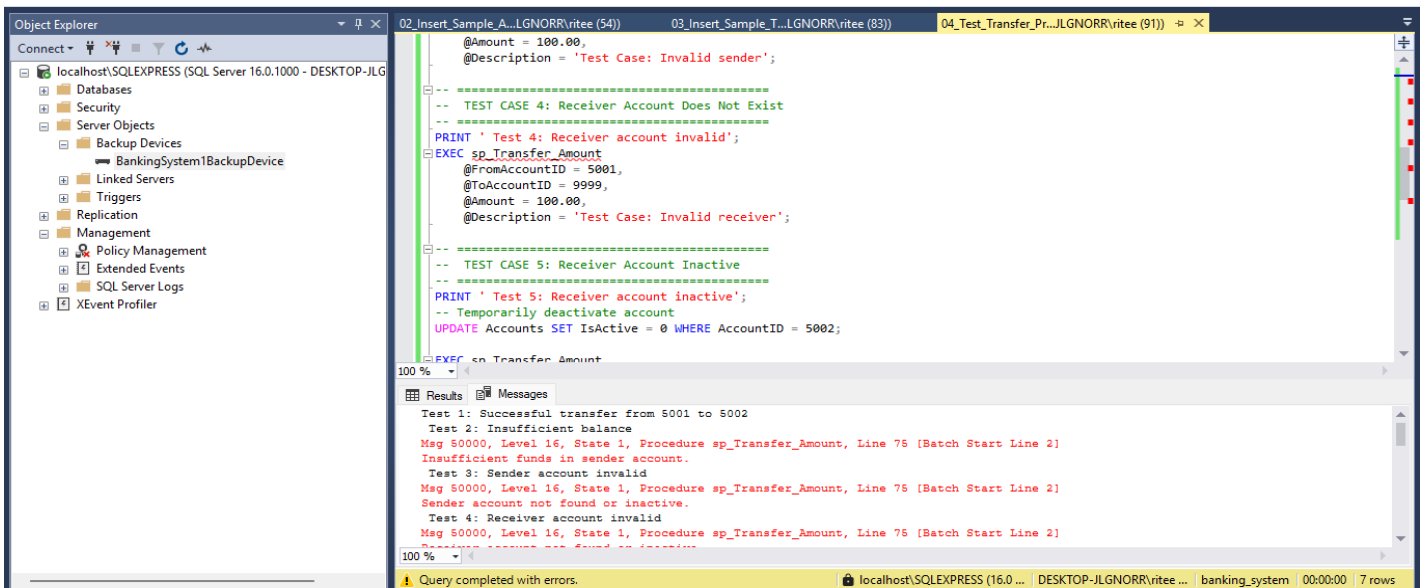 Object Explorer
Connect
localhost\SQLEXPRESS (SQL Server 16.0.1000 - DESKTOP-JLG
Databases
Security
Server Objects
Backup Devices
BankingSystem1BackupDevice
Linked Servers
Triggers
Replication
Management
Policy Management
Extended Events
SQL Server Logs
XEvent Profiler
02_Insert_Sample_A...LGNORR\ritee (54))
03_Insert_Sample_T...LGNORR\ritee (83))
04_Test_Transfer_Pr...JLGNORR\ritee (91))
@Amount = 100.00,
@Description = 'Test Case: Invalid sender';
-- ===========================================
-- TEST CASE 4: Receiver Account Does Not Exist
-- ===========================================
PRINT ' Test 4: Receiver account invalid';
EXEC sp_Transfer_Amount
@FromAccountID = 5001,
@ToAccountID = 9999,
@Amount = 100.00,
@Description = 'Test Case: Invalid receiver';
-- ===========================================
-- TEST CASE 5: Receiver Account Inactive
-- ===========================================
PRINT ' Test 5: Receiver account inactive';
-- Temporarily deactivate account
UPDATE Accounts SET IsActive = 0 WHERE AccountID = 5002;
EXEC sp_Transfer_Amount
100 %
Results
Messages
Test 1: Successful transfer from 5001 to 5002
Test 2: Insufficient balance
Msg 50000, Level 16, State 1, Procedure sp_Transfer_Amount, Line 75 [Batch Start Line 2]
Insufficient funds in sender account.
Test 3: Sender account invalid
Msg 50000, Level 16, State 1, Procedure sp_Transfer_Amount, Line 75 [Batch Start Line 2]
Sender account not found or inactive.
Test 4: Receiver account invalid
Msg 50000, Level 16, State 1, Procedure sp_Transfer_Amount, Line 75 [Batch Start Line 2]
Receiver account not found or inactive.
100 %
Query completed with errors.
localhost\SQLEXPRESS (16.0 ...
DESKTOP-JLGNORR\ritee ...
banking_system
00:00:00
7 rows